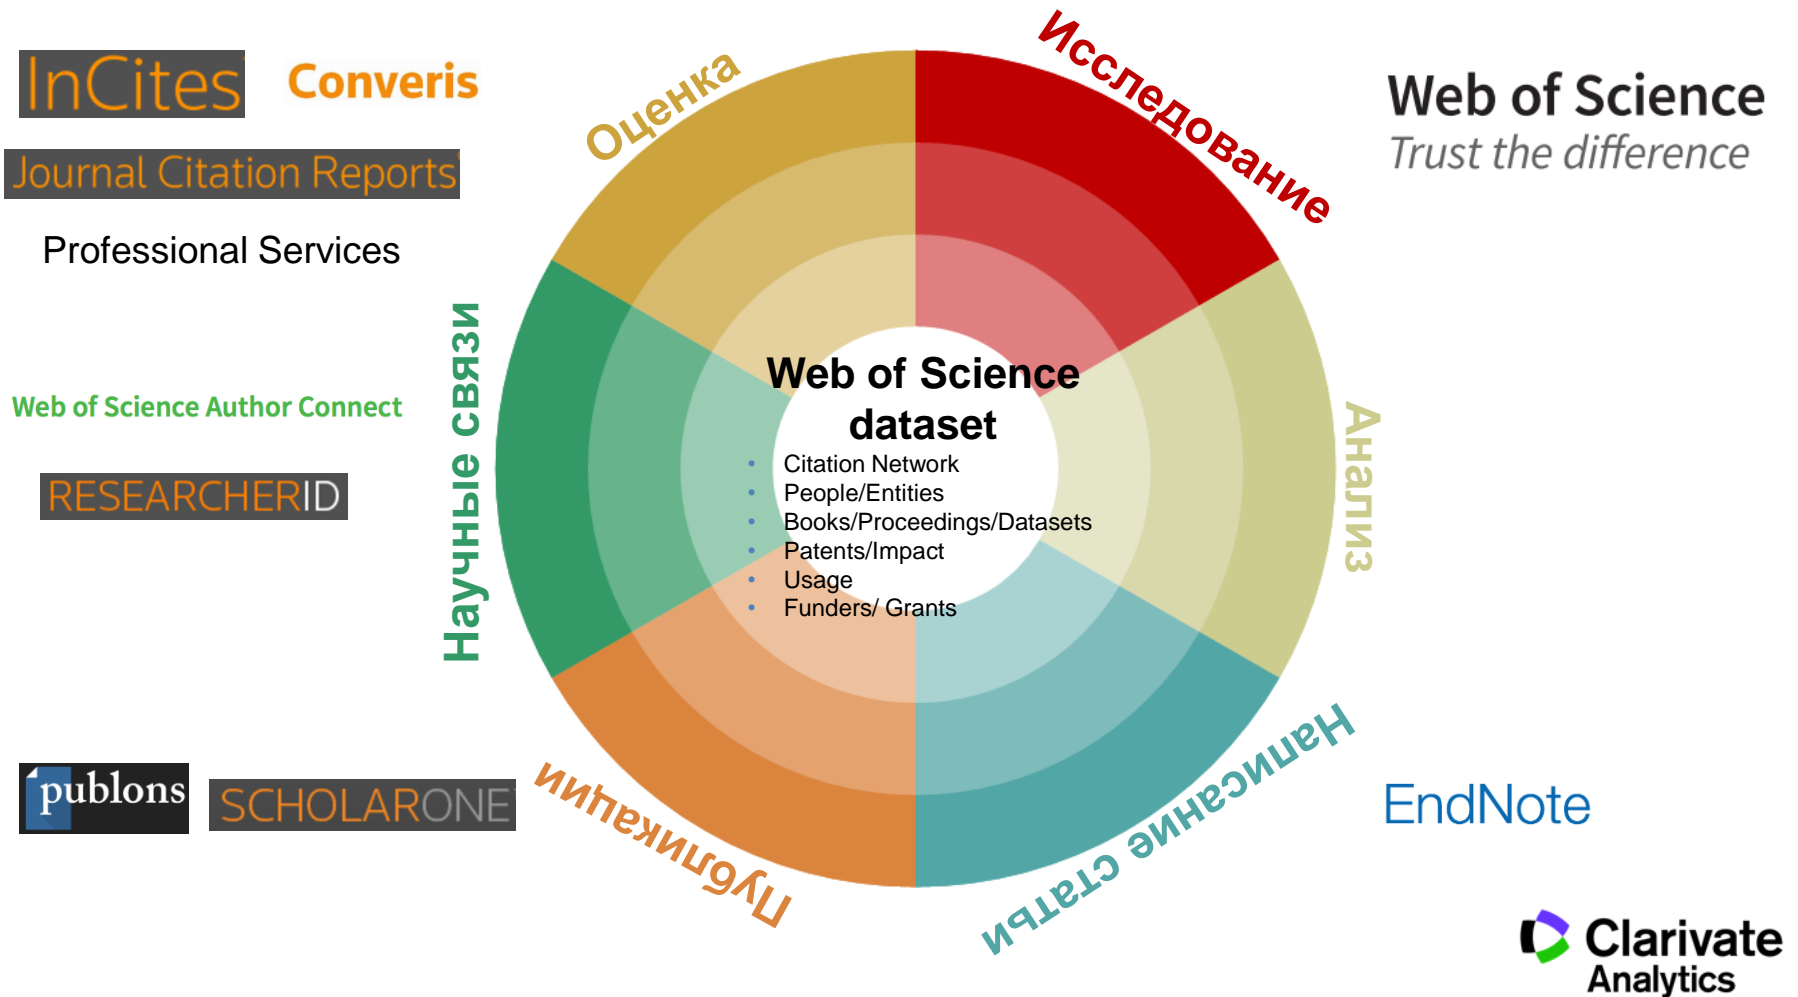 InCites
Converis
Journal Citation Reports
Professional Services
Web of Science Author Connect
RESEARCHERID
publons
SCHOLARONE
Оценка
Исследование
Анализ
Написание статьи
Публикации
Научные связи
Web of Science
dataset
• Citation Network
• People/Entities
• Books/Proceedings/Datasets
• Patents/Impact
• Usage
• Funders/ Grants
Web of Science
Trust the difference
EndNote
Clarivate
Analytics